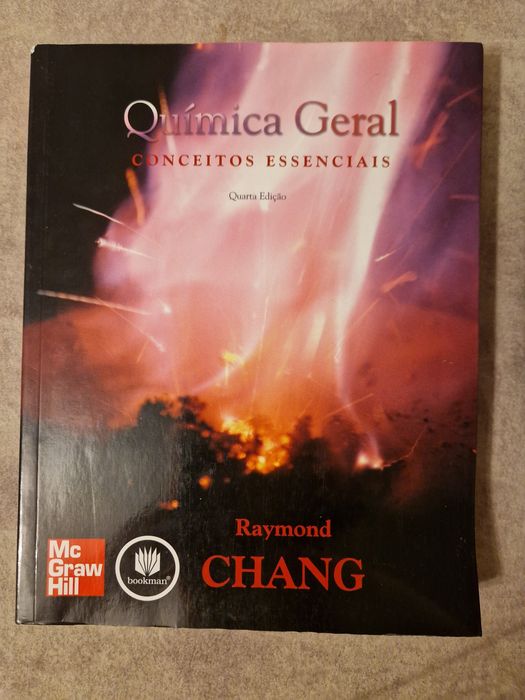 Química Geral
CONCEITOS ESSENCIAIS
Quarta Edição
Raymond
CHANG
Mc
Graw
Hill
bookman®